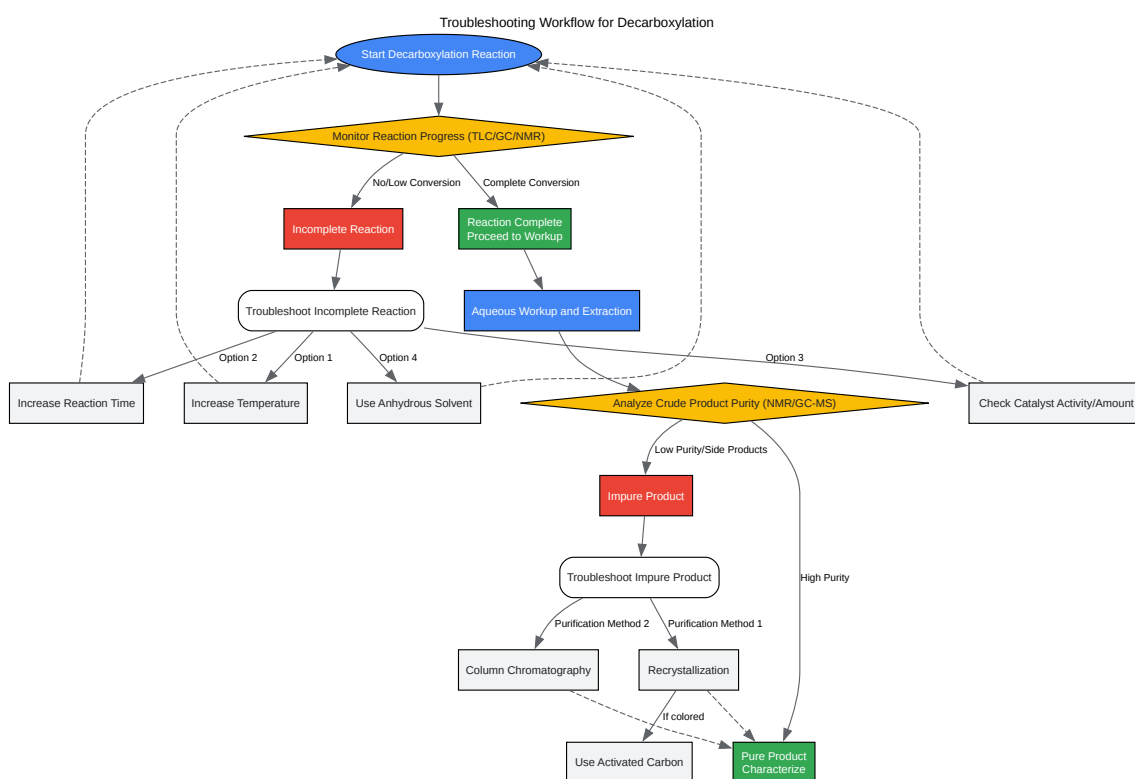 Troubleshooting Workflow for Decarboxylation
Start Decarboxylation Reaction
Monitor Reaction Progress (TLC/GC/NMR)
No/Low Conversion
Complete Conversion
Incomplete Reaction
Reaction Complete
Proceed to Workup
Troubleshoot Incomplete Reaction
Aqueous Workup and Extraction
Option 2
Option 1
Option 4
Option 3
Increase Reaction Time
Increase Temperature
Use Anhydrous Solvent
Analyze Crude Product Purity (NMR/GC-MS)
Check Catalyst Activity/Amount
Low Purity/Side Products
Impure Product
Troubleshoot Impure Product
High Purity
Purification Method 2
Purification Method 1
Column Chromatography
Recrystallization
If colored
Use Activated Carbon
Pure Product
Characterize